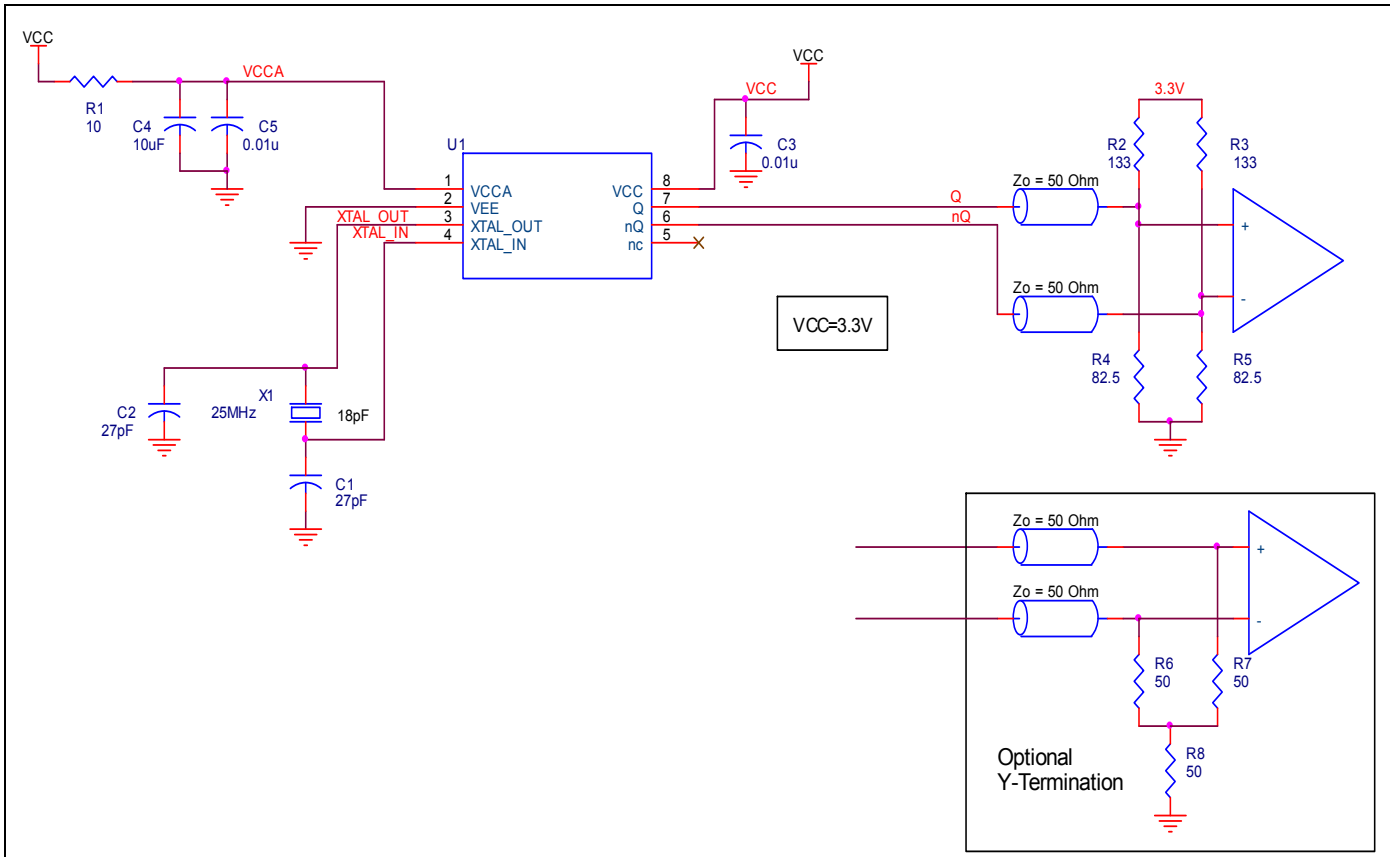 VCC
R1
10
VCCA
C4
10uF
C5
0.01u
VCC
VCC
C3
0.01u
U1
1
2
3
4
VCCA
VEE
XTAL_OUT
XTAL_IN
VCC
Q
nQ
nc
8
7
6
5
XTAL_OUT
XTAL_IN
Q
nQ
Zo = 50 Ohm
Zo = 50 Ohm
3.3V
R2
133
R3
133
+
-
R4
82.5
R5
82.5
VCC=3.3V
C2
27pF
X1
25MHz
18pF
C1
27pF
Zo = 50 Ohm
Zo = 50 Ohm
+
-
R6
50
R7
50
R8
50
Optional
Y-Termination